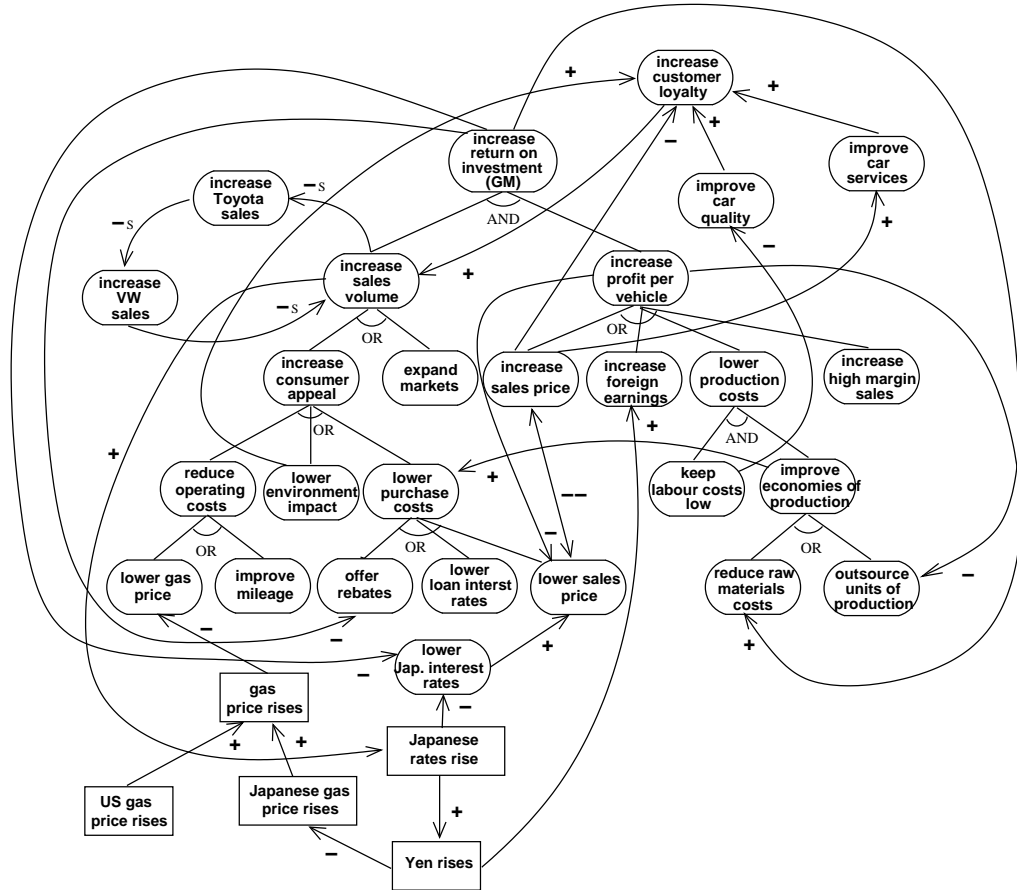 increase
customer
loyalty
+
+
+
−
increase
return on
investment
(GM)
improve
car
services
increase
Toyota
sales
− S
AND
improve
car
quality
+
− S
−
increase
sales
volume
+
increase
profit per
vehicle
increase
VW
sales
− S
OR
OR
increase
consumer
appeal
expand
markets
increase
sales price
increase
foreign
earnings
lower
production
costs
increase
high margin
sales
OR
+
AND
+
reduce
operating
costs
lower
environment
impact
lower
purchase
costs
+
keep
labour costs
low
improve
economies of
production
−−
−
OR
OR
OR
lower gas
price
improve
mileage
offer
rebates
lower
loan interst
rates
lower sales
price
reduce raw
materials
costs
outsource
units of
production
−
−
−
+
+
−
lower
Jap. interest
rates
gas
price rises
−
+
+
Japanese
rates rise
US gas
price rises
Japanese gas
price rises
+
−
Yen rises